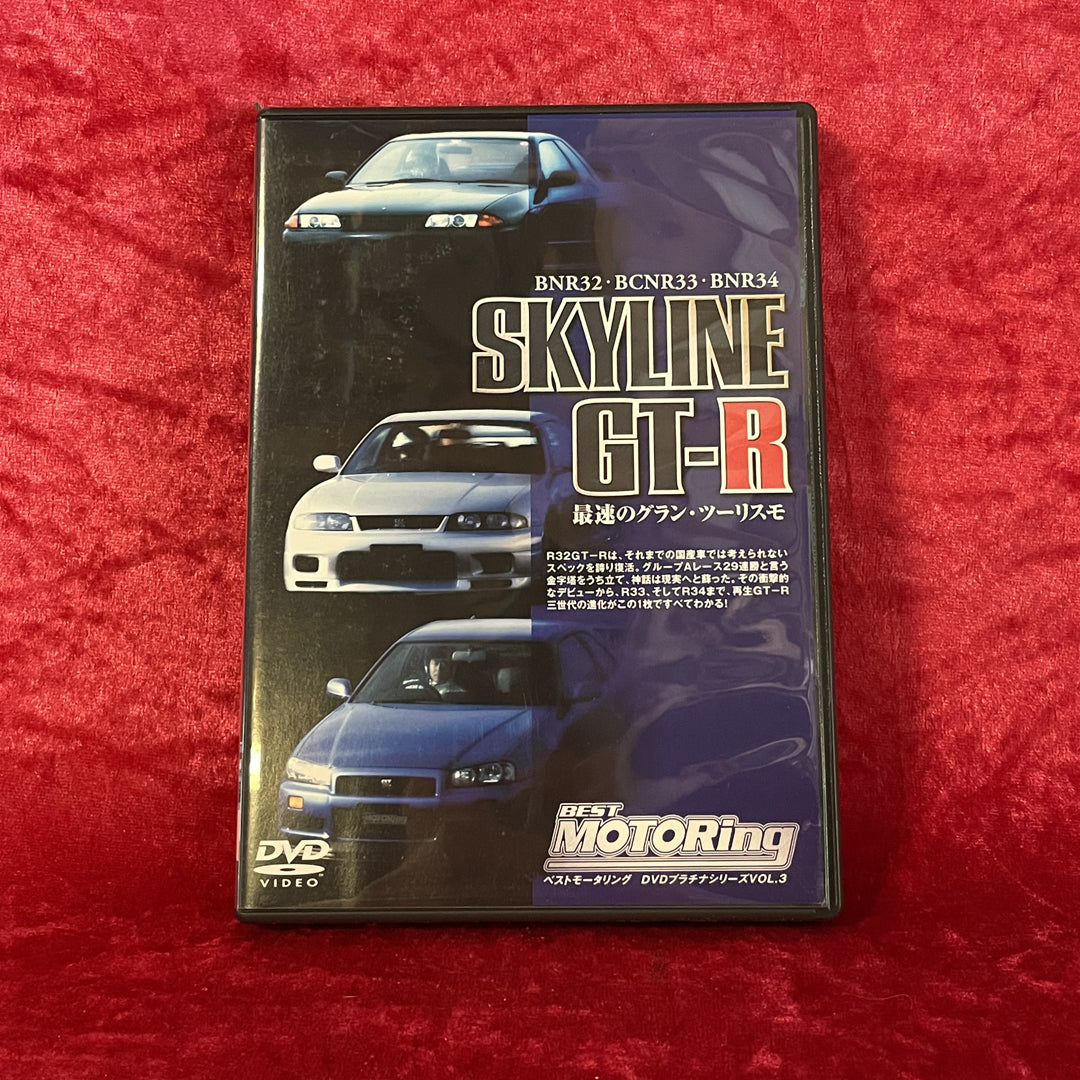 BNR32・BCNR33・BNR34
SKYLINE
GT-R
最速のグラン・ツーリスモ
R32GT-Rは、それまでの国産車では考えられない
スペックを誇り復活。グループAレース29連勝と言う
金字塔をうち立て、神話は現実へと蘇った。その衝撃的
なデビューから、R33、そしてR34まで、再生GT-R
三世代の進化がこの1枚ですべてわかる!
BEST
MOTORing
ベストモータリング DVDプラチナシリーズVOL.3
DVD
VIDEO